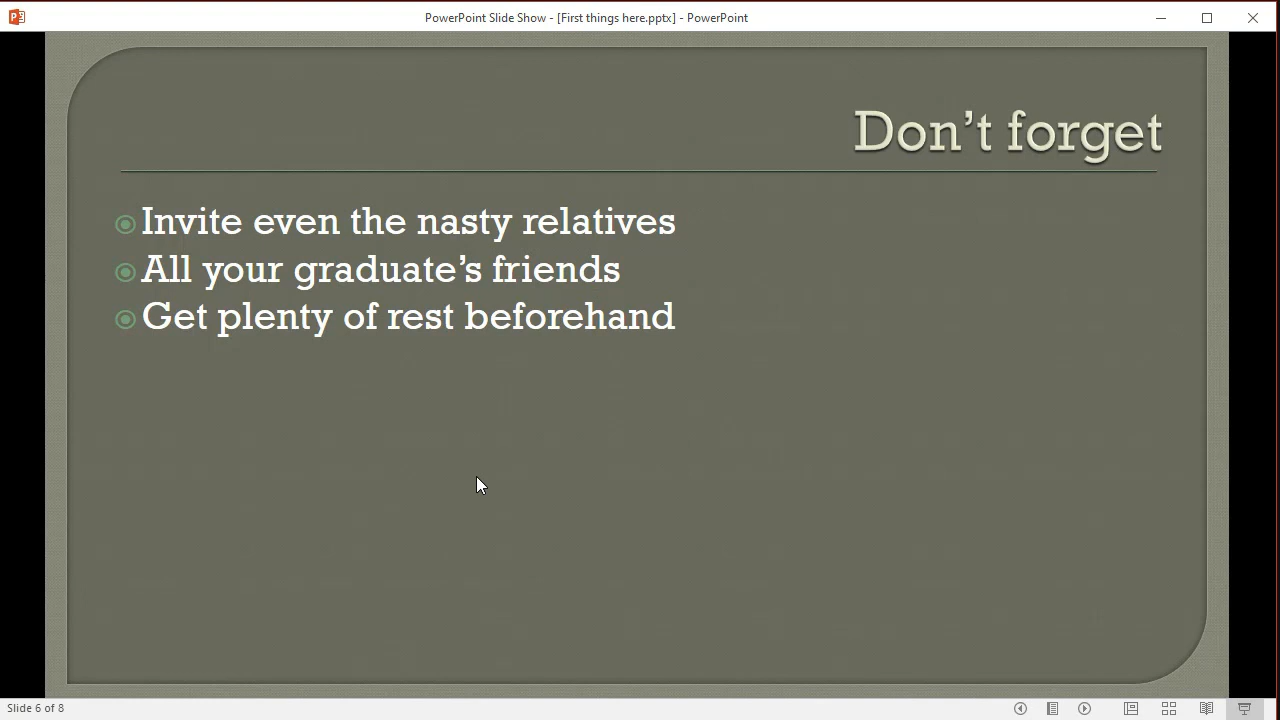 PowerPoint Slide Show - [First things here.pptx] - PowerPoint
Don’t forget
Invite even the nasty relatives
All your graduate’s friends
Get plenty of rest beforehand
Slide 6 of 8